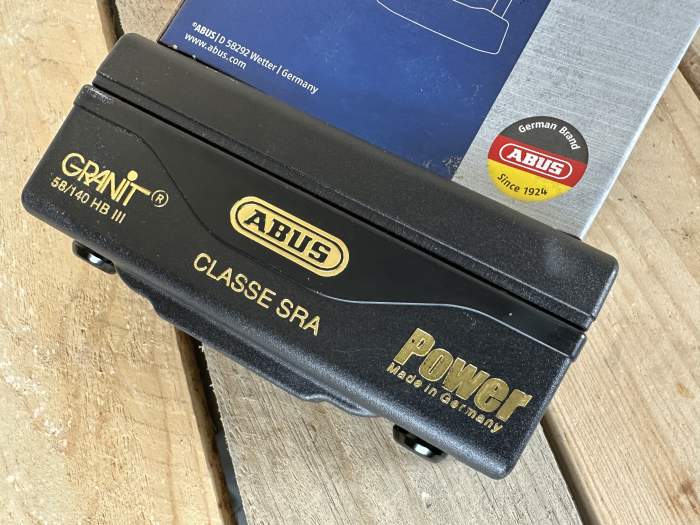 ©ABUS | D 58292 Wetter | Germany
www.abus.com
German Brand
ABUS
Since 1924
GRANIT®
58/140 HB III
ABUS
CLASSE SRA
Power
Made in Germany